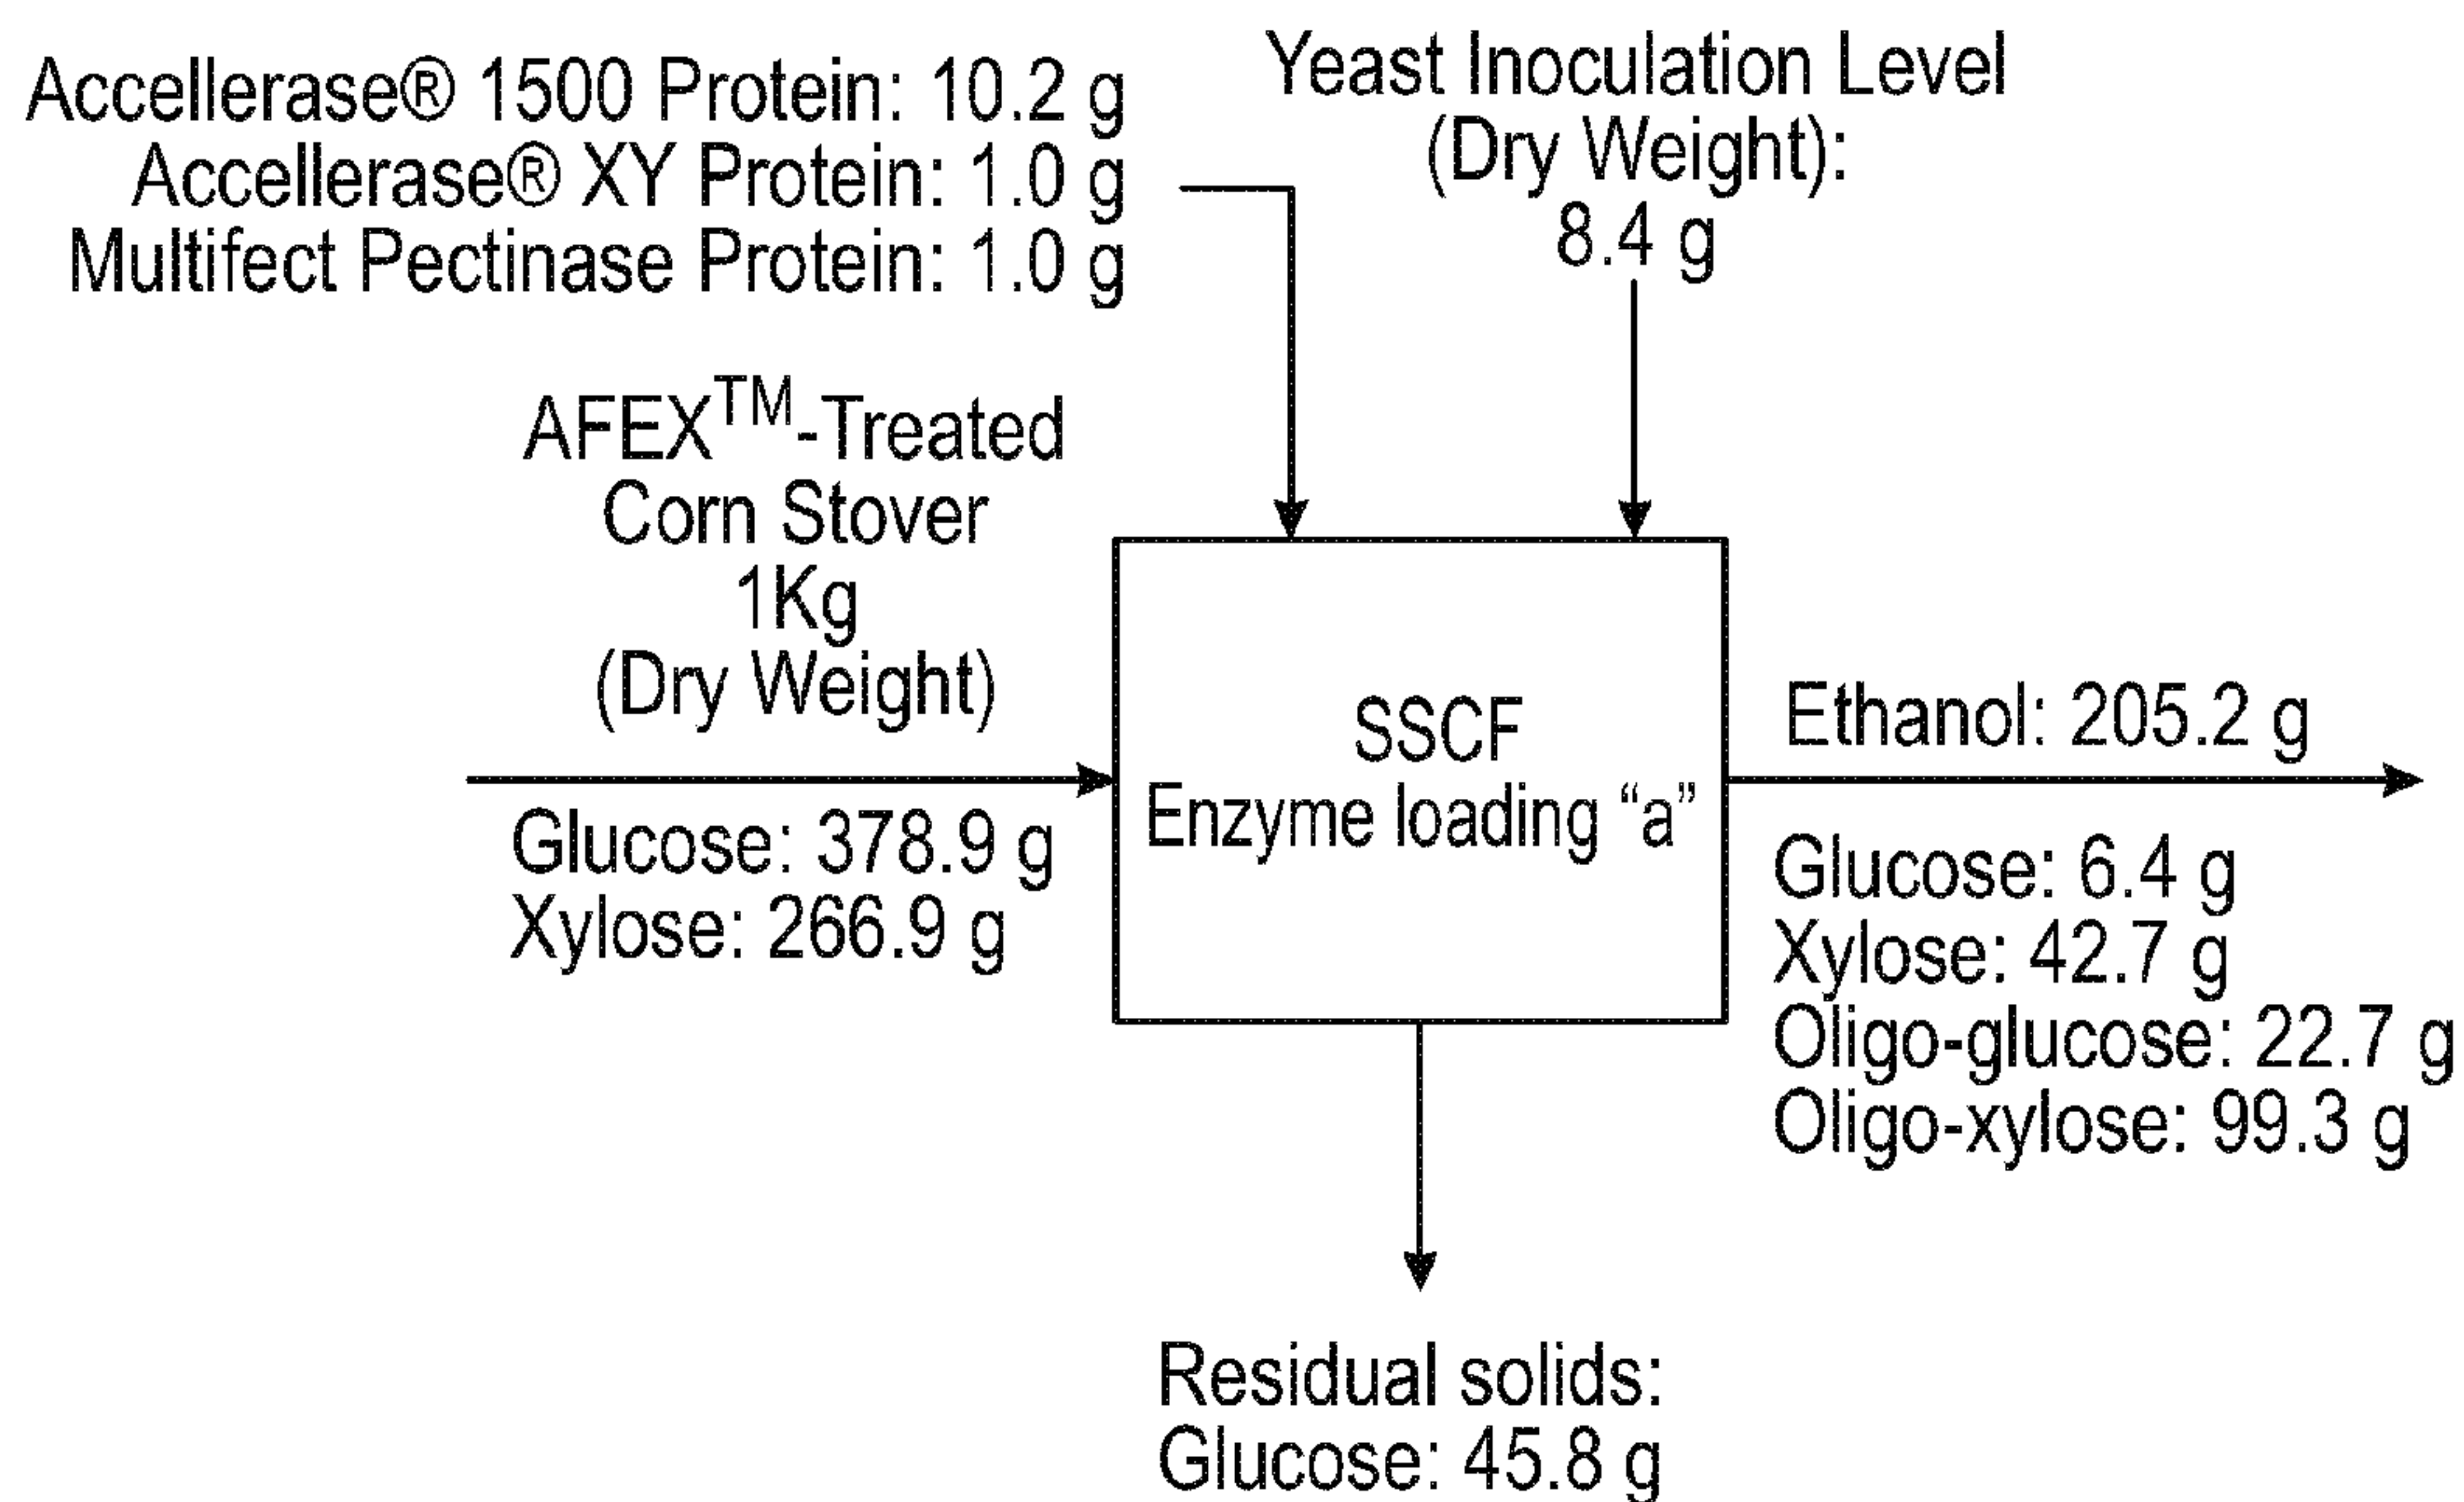 Accellerase® 1500 Protein: 10.2 g
Accellerase® XY Protein: 1.0 g
Multifect Pectinase Protein: 1.0 g
Yeast Inoculation Level
(Dry Weight):
8.4 g
AFEX™-Treated
Corn Stover
1Kg
(Dry Weight)
Glucose: 378.9 g
Xylose: 266.9 g
SSCF
Enzyme loading “a”
Ethanol: 205.2 g
Glucose: 6.4 g
Xylose: 42.7 g
Oligo-glucose: 22.7 g
Oligo-xylose: 99.3 g
Residual solids:
Glucose: 45.8 g